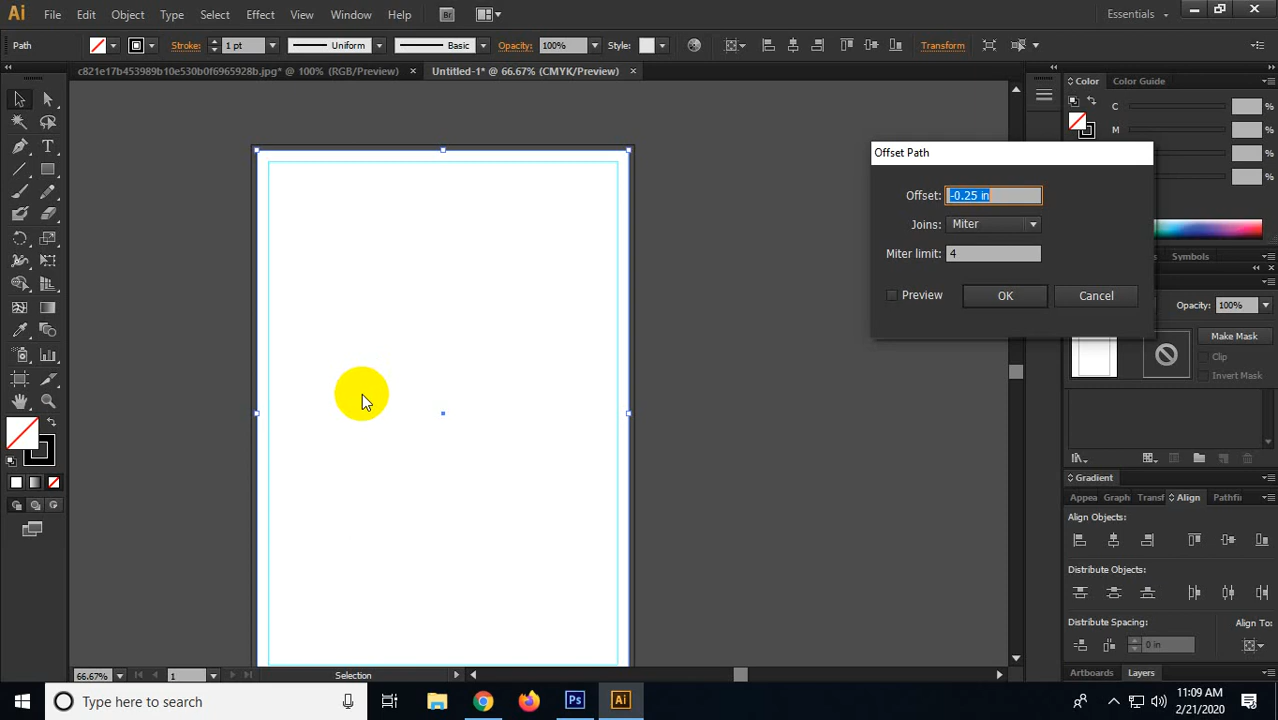 Ai File Edit Object Type Select Effect View Window Help Br Essentials
Path Stroke: 1 pt Uniform Basic Opacity: 100% Style: Transform
c821e17b453989b10e530b0f6965928b.jpg* @ 100% (RGB/Preview) × Untitled-1* @ 66.67% (CMYK/Preview) ×
Color Color Guide
C %
M %
%
%
Offset Path
Offset: -0.25 in
Joins: Miter
Miter limit: 4
Preview OK Cancel
Symbols
Opacity: 100%
Make Mask
Clip
Invert Mask
Gradient
Appea Graph Transf Align Pathfin
Align Objects:
Distribute Objects:
Distribute Spacing: Align To:
0 in
Artboards Layers
66.67% 1 Selection
Type here to search Ps Ai 11:09 AM
2/21/2020